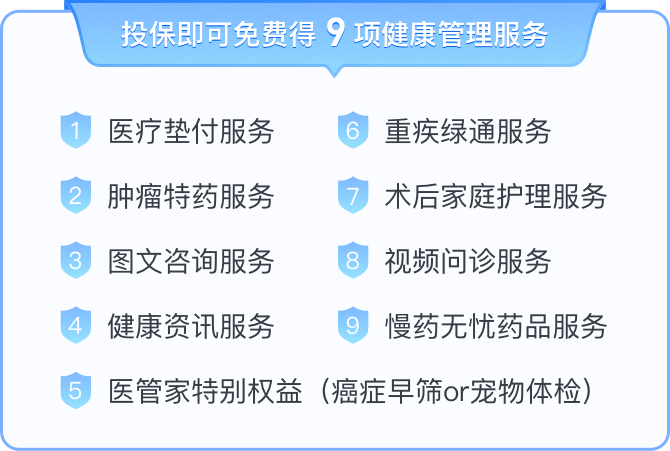 投保即可免费得 9 项健康管理服务
1 医疗垫付服务
2 肿瘤特药服务
3 图文咨询服务
4 健康资讯服务
5 医管家特别权益（癌症早筛or宠物体检）
6 重疾绿通服务
7 术后家庭护理服务
8 视频问诊服务
9 慢药无忧药品服务